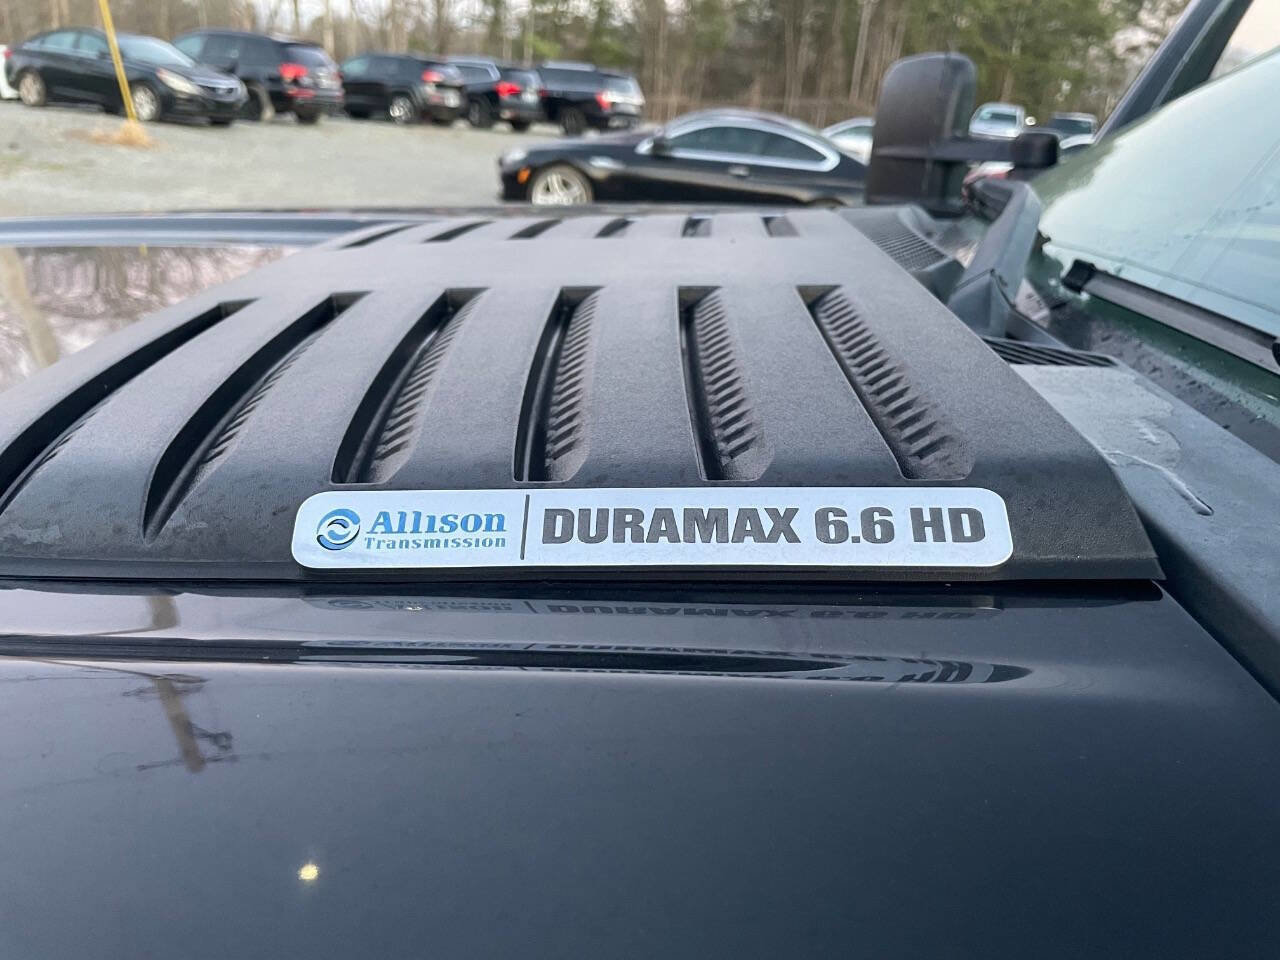 Allison
Transmission
DURAMAX 6.6 HD